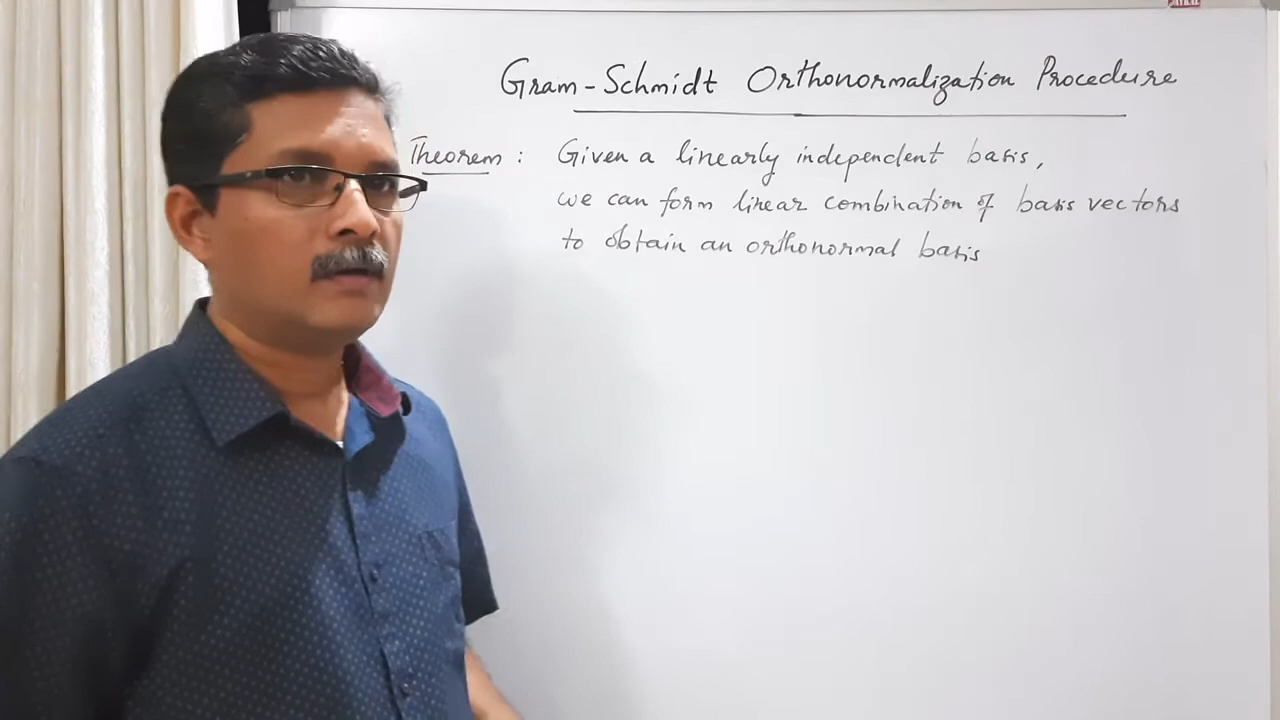 Gram-Schmidt Orthonormalization Procedure
Theorem : Given a linearly independent basis,
we can form linear combination of basis vectors
to obtain an orthonormal basis